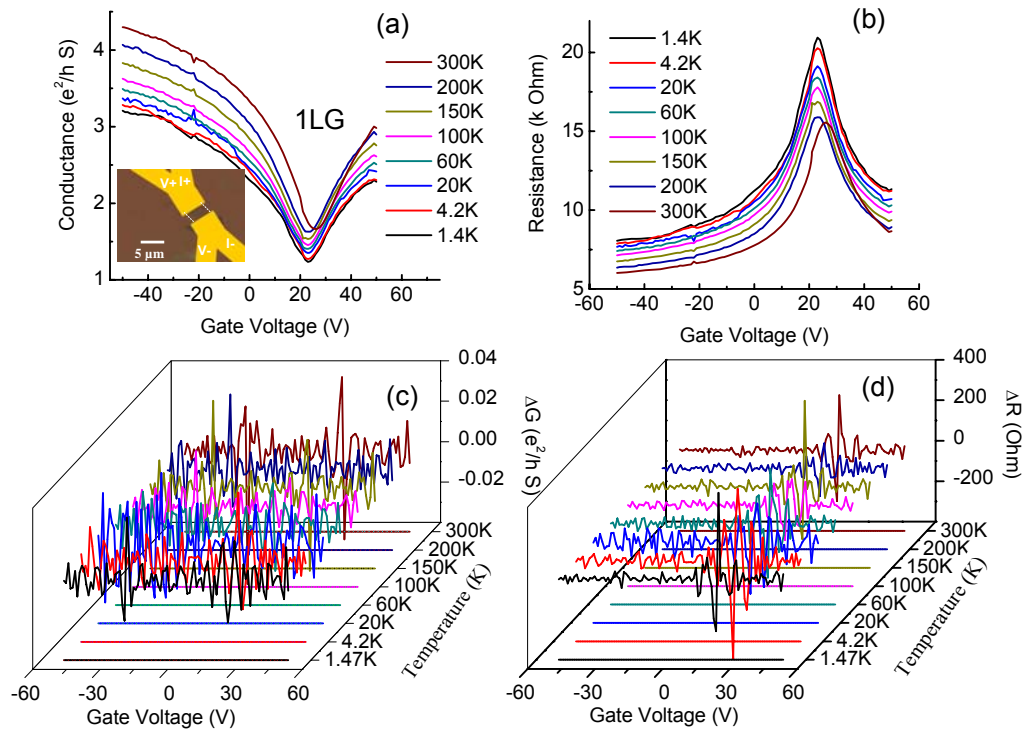 (a)
Conductance (e²/h S)
4
3
2
1
1LG
300K
200K
150K
100K
60K
20K
4.2K
1.4K
V+
I+
V-
I-
5 µm
-40
-20
0
20
40
60
Gate Voltage (V)
(b)
Resistance (k Ohm)
20
15
10
5
1.4K
4.2K
20K
60K
100K
150K
200K
300K
-60
-40
-20
0
20
40
60
Gate Voltage (V)
(c)
0.04
0.02
0.00
-0.02
ΔG (e²/h S)
300K
200K
150K
100K
60K
20K
4.2K
1.47K
Temperature (K)
-60
-30
0
30
60
Gate Voltage (V)
(d)
400
200
0
-200
ΔR (Ohm)
300K
200K
150K
100K
60K
20K
4.2K
1.47K
Temperature (K)
-60
-30
0
30
60
Gate Voltage (V)